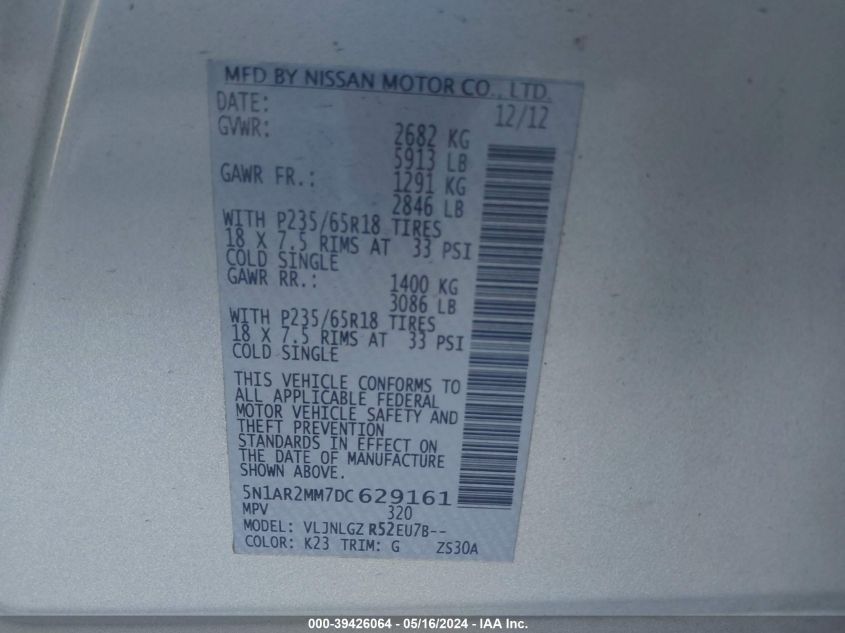 MFD BY NISSAN MOTOR CO., LTD.
DATE: 12/12
GVWR: 2682 KG
5913 LB
GAWR FR.: 1291 KG
2846 LB
WITH P235/65R18 TIRES
18 X 7.5 RIMS AT 33 PSI
COLD SINGLE
GAWR RR.: 1400 KG
3086 LB
WITH P235/65R18 TIRES
18 X 7.5 RIMS AT 33 PSI
COLD SINGLE
THIS VEHICLE CONFORMS TO
ALL APPLICABLE FEDERAL
MOTOR VEHICLE SAFETY AND
THEFT PREVENTION
STANDARDS IN EFFECT ON
THE DATE OF MANUFACTURE
SHOWN ABOVE.
5N1AR2MM7DC629161
MPV 320
MODEL: VLJNLGZ R52EU7B--
COLOR: K23 TRIM: G ZS30A
000-39426064 - 05/16/2024 - IAA Inc.